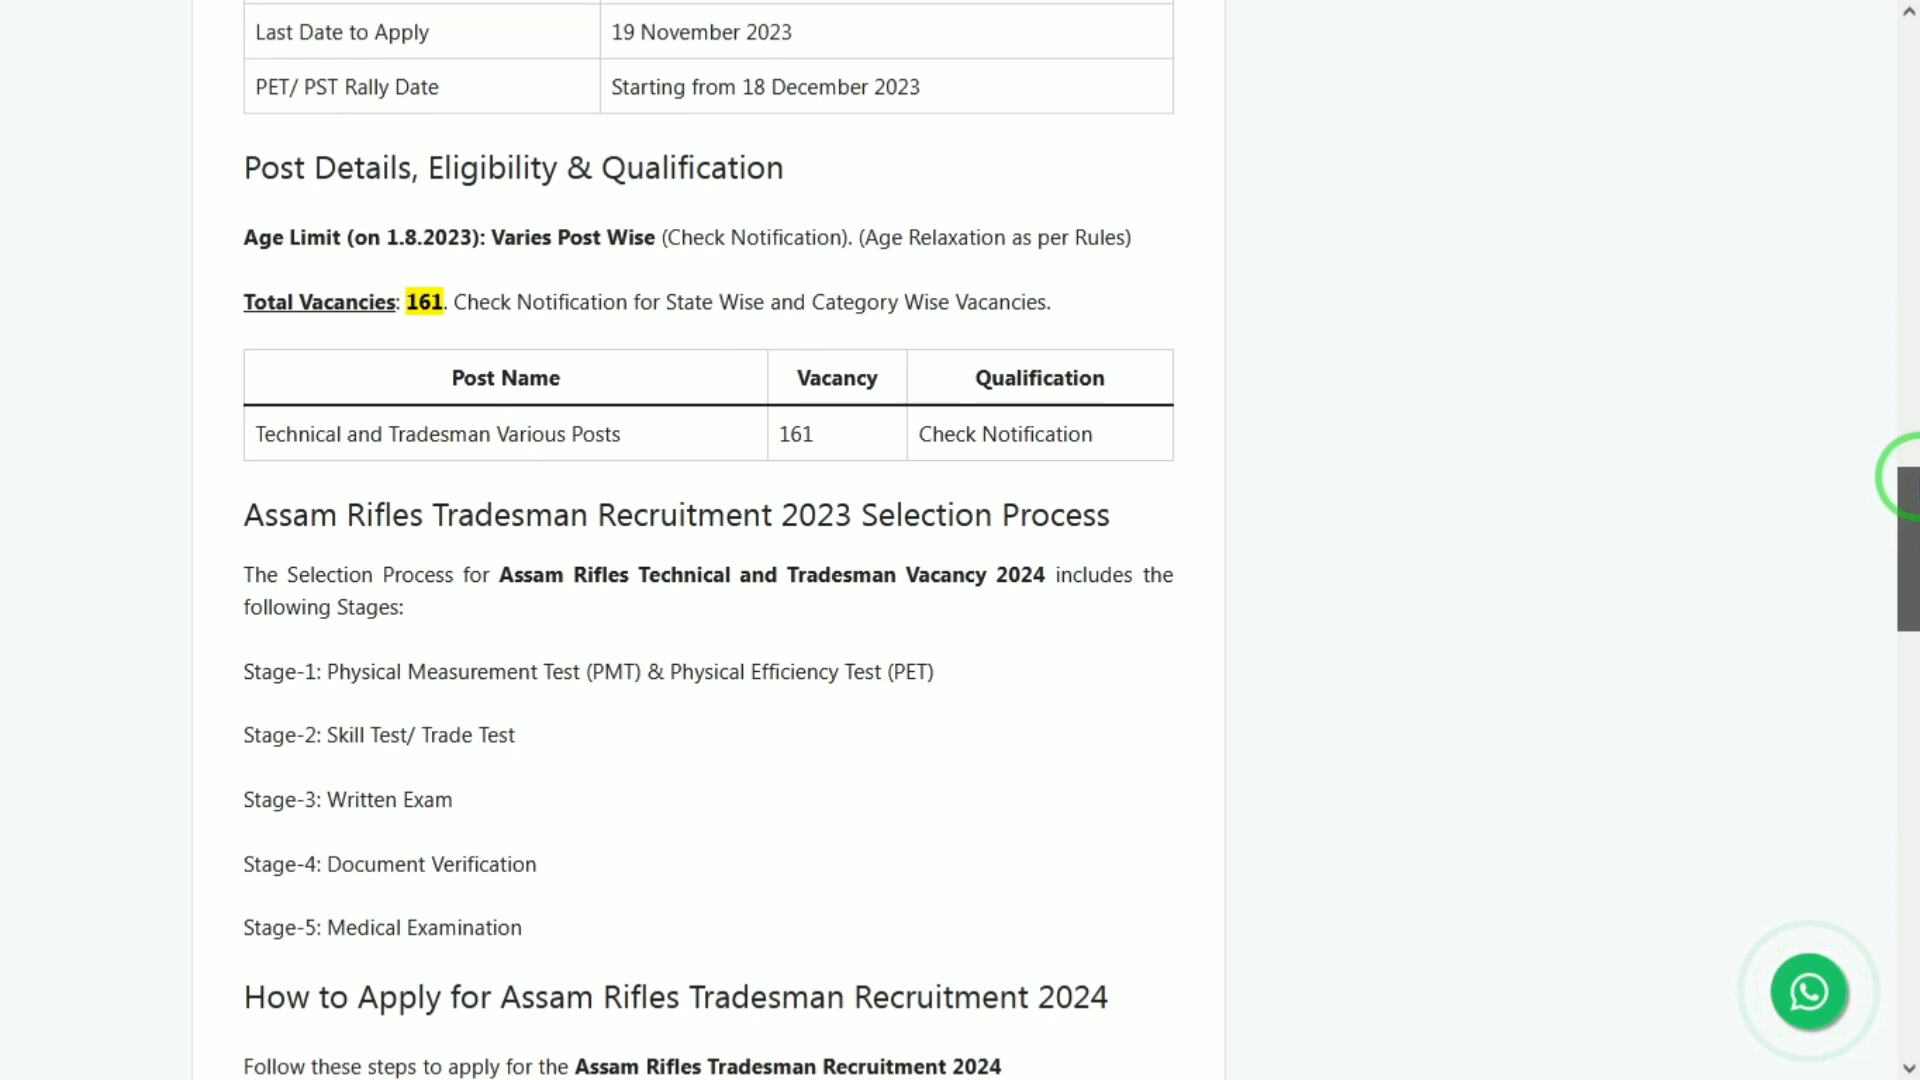 Last Date to Apply 19 November 2023
PET/ PST Rally Date Starting from 18 December 2023
Post Details, Eligibility & Qualification
Age Limit (on 1.8.2023): Varies Post Wise (Check Notification). (Age Relaxation as per Rules)
Total Vacancies: 161. Check Notification for State Wise and Category Wise Vacancies.
Post Name Vacancy Qualification
Technical and Tradesman Various Posts 161 Check Notification
Assam Rifles Tradesman Recruitment 2023 Selection Process
The Selection Process for Assam Rifles Technical and Tradesman Vacancy 2024 includes the
following Stages:
Stage-1: Physical Measurement Test (PMT) & Physical Efficiency Test (PET)
Stage-2: Skill Test/ Trade Test
Stage-3: Written Exam
Stage-4: Document Verification
Stage-5: Medical Examination
How to Apply for Assam Rifles Tradesman Recruitment 2024
Follow these steps to apply for the Assam Rifles Tradesman Recruitment 2024